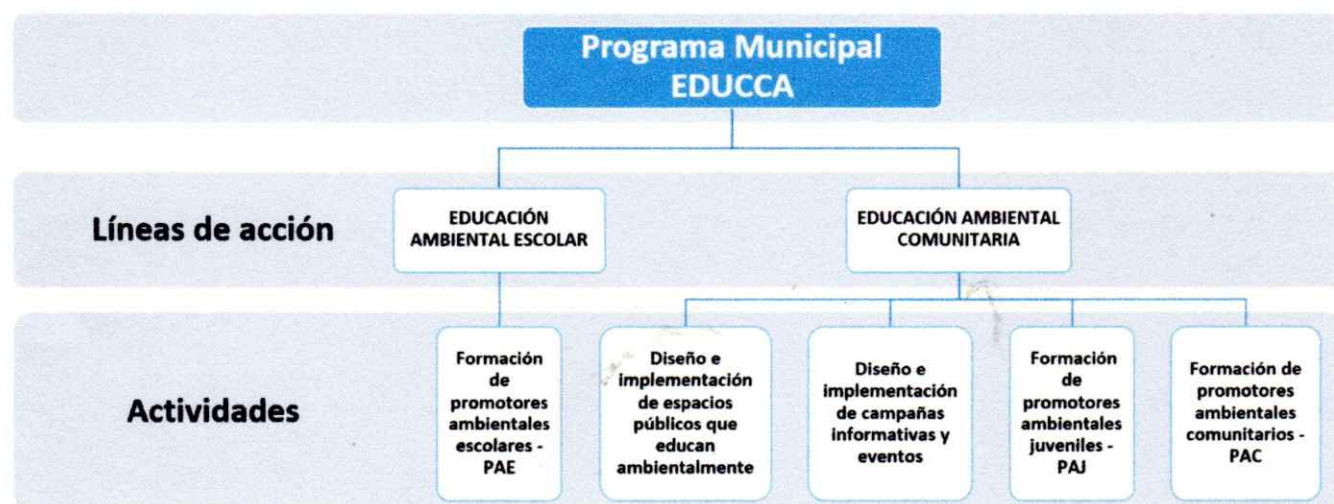 Programa Municipal
EDUCCA
Líneas de acción
EDUCACIÓN
AMBIENTAL ESCOLAR
EDUCACIÓN AMBIENTAL
COMUNITARIA
Actividades
Formación
de
promotores
ambientales
escolares -
PAE
Diseño e
implementación
de espacios
públicos que
educan
ambientalmente
Diseño e
implementación
de campañas
informativas y
eventos
Formación
de
promotores
ambientales
juveniles -
PAJ
Formación de
promotores
ambientales
comunitarios -
PAC